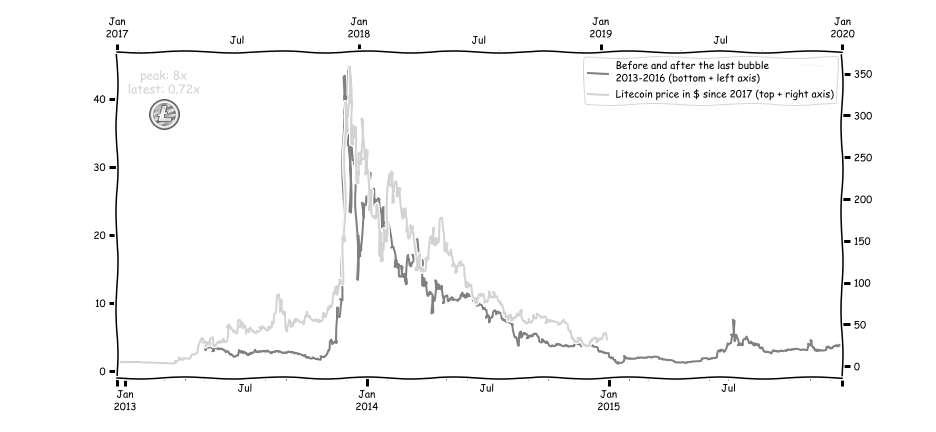 Jan
2017
Jul
Jan
2018
Jul
Jan
2019
Jul
Jan
2020
peak: 8x
latest: 0.72x
Before and after the last bubble
2013-2016 (bottom + left axis)
Litecoin price in $ since 2017 (top + right axis)
40
30
20
10
0
350
300
250
200
150
100
50
0
Jan
2013
Jul
Jan
2014
Jul
Jan
2015
Jul